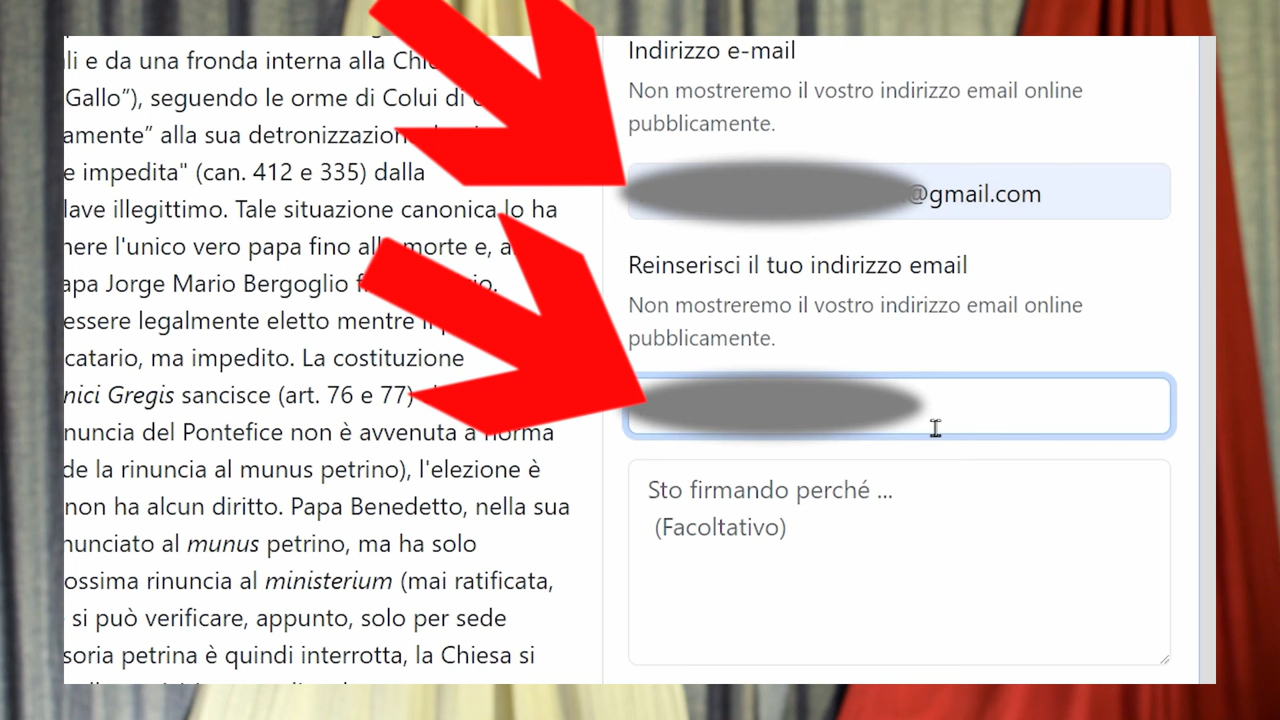 li e da una fronda interna alla
Gallo”), seguendo le orme di Colui di
amente” alla sua detronizzazion
e impedita" (can. 412 e 335) dalla
lave illegittimo. Tale situazione canonica lo ha
nere l'unico vero papa fino alla morte e, a
apa Jorge Mario Bergoglio
essere legalmente eletto mentre il
catario, ma impedito. La costituzione
nici Gregis sancisce (art. 76 e 77)
nuncia del Pontefice non è avvenuta a norma
de la rinuncia al munus petrino), l'elezione è
non ha alcun diritto. Papa Benedetto, nella sua
nunciato al munus petrino, ma ha solo
ossima rinuncia al ministerium (mai ratificata,
si può verificare, appunto, solo per sede
soria petrina è quindi interrotta, la Chiesa si
Indirizzo e-mail
Non mostreremo il vostro indirizzo email online
pubblicamente.
@gmail.com
Reinserisci il tuo indirizzo email
Non mostreremo il vostro indirizzo email online
pubblicamente.
Sto firmando perché ...
(Facoltativo)